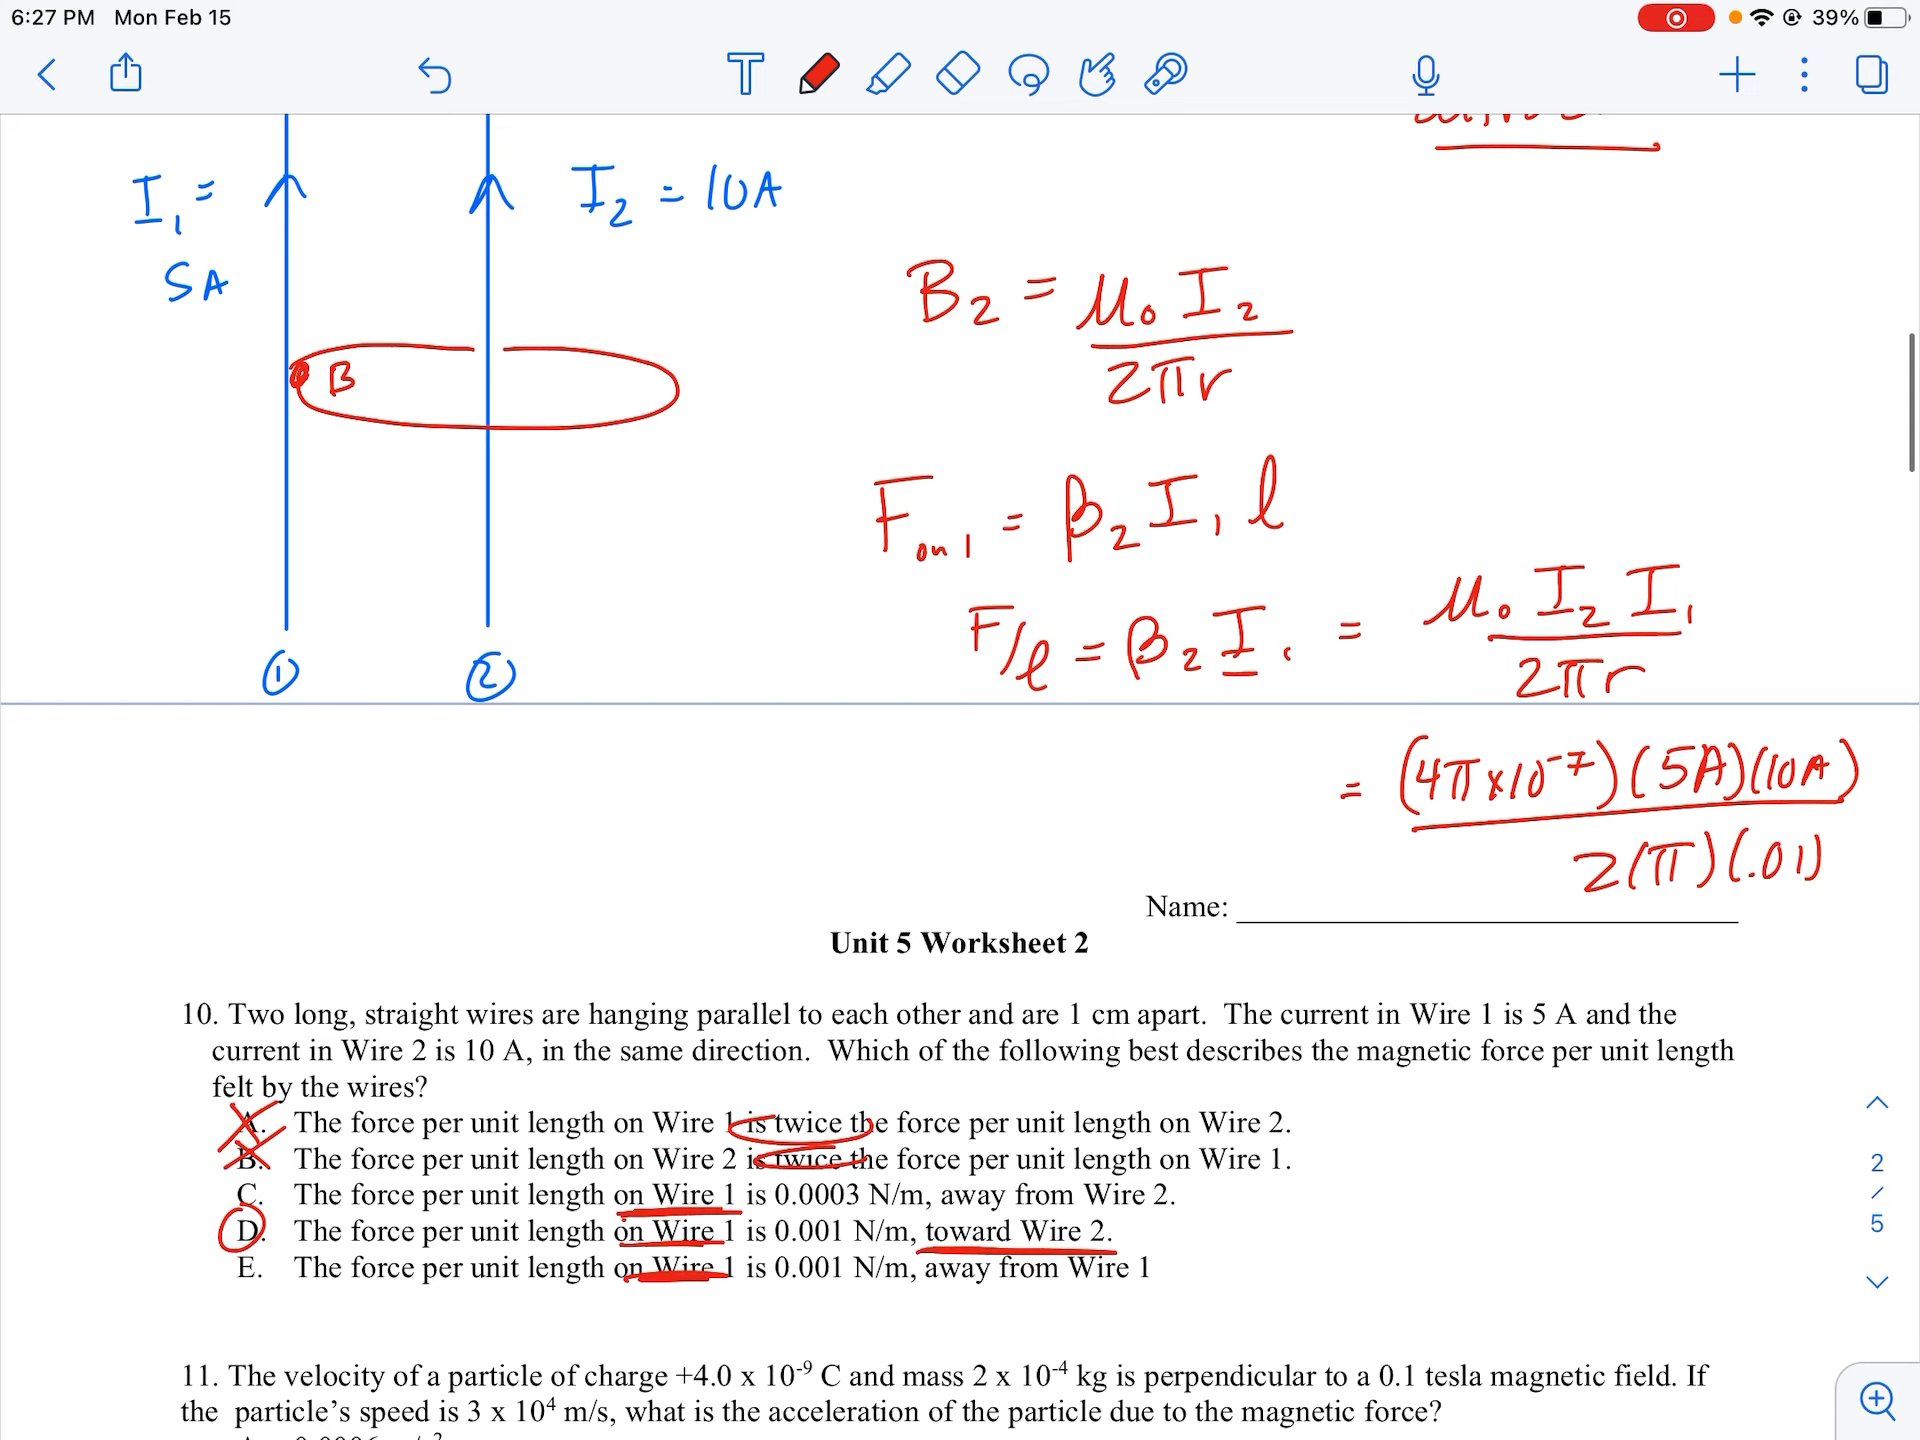 6:27 PM Mon Feb 15
39%
I₁ =
5A
I₂ = 10A
B₂ = μ₀ I₂
2πr
B
F on 1 = B₂ I₁ l
F/l = B₂ I₁ = μ₀ I₂ I₁
2πr
① ②
= (4π x10⁻⁷)(5A)(10A)
2(π)(.01)
Name:
Unit 5 Worksheet 2
10. Two long, straight wires are hanging parallel to each other and are 1 cm apart. The current in Wire 1 is 5 A and the
current in Wire 2 is 10 A, in the same direction. Which of the following best describes the magnetic force per unit length
felt by the wires?
A. The force per unit length on Wire 1 is twice the force per unit length on Wire 2.
B. The force per unit length on Wire 2 is twice the force per unit length on Wire 1.
C. The force per unit length on Wire 1 is 0.0003 N/m, away from Wire 2.
D. The force per unit length on Wire 1 is 0.001 N/m, toward Wire 2.
E. The force per unit length on Wire 1 is 0.001 N/m, away from Wire 1
2
/
5
11. The velocity of a particle of charge +4.0 x 10⁻⁹ C and mass 2 x 10⁻⁴ kg is perpendicular to a 0.1 tesla magnetic field. If
the particle's speed is 3 x 10⁴ m/s, what is the acceleration of the particle due to the magnetic force?